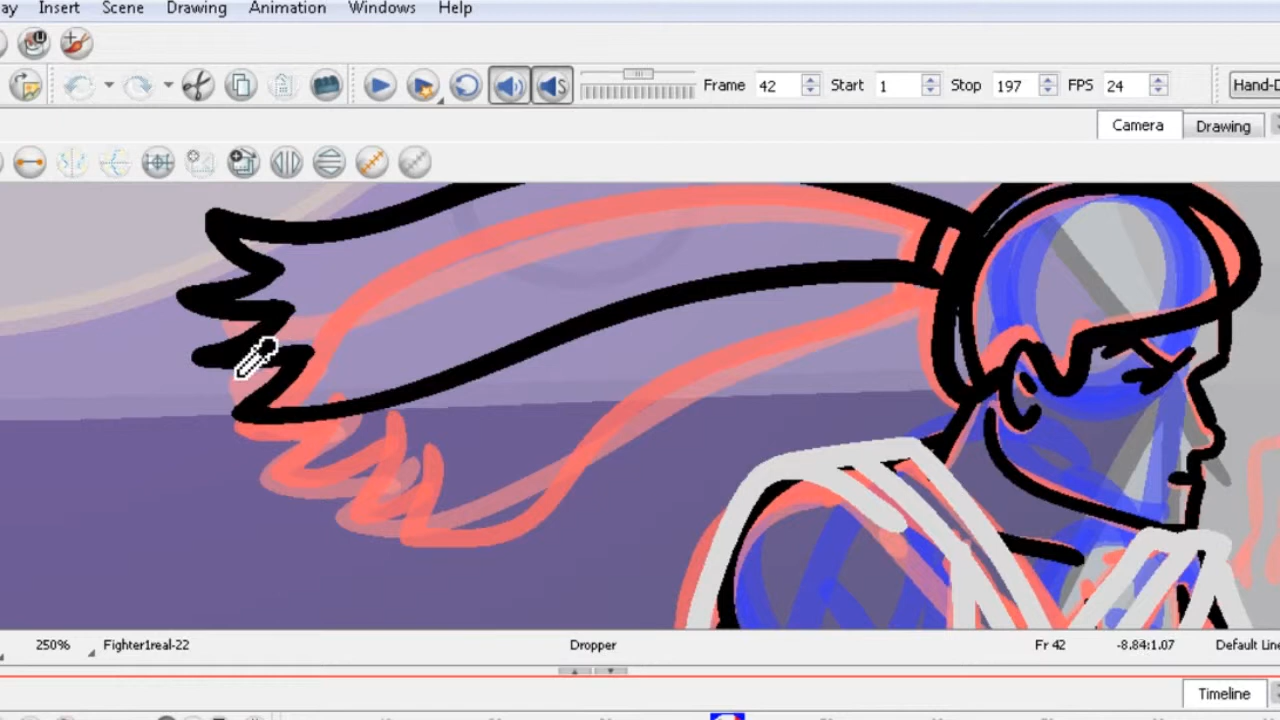 ay Insert Scene Drawing Animation Windows Help
Frame 42 Start 1 Stop 197 FPS 24 Hand-D
Camera Drawing
250% Fighter1real-22 Dropper Fr 42 -8.84:1.07 Default Line
Timeline